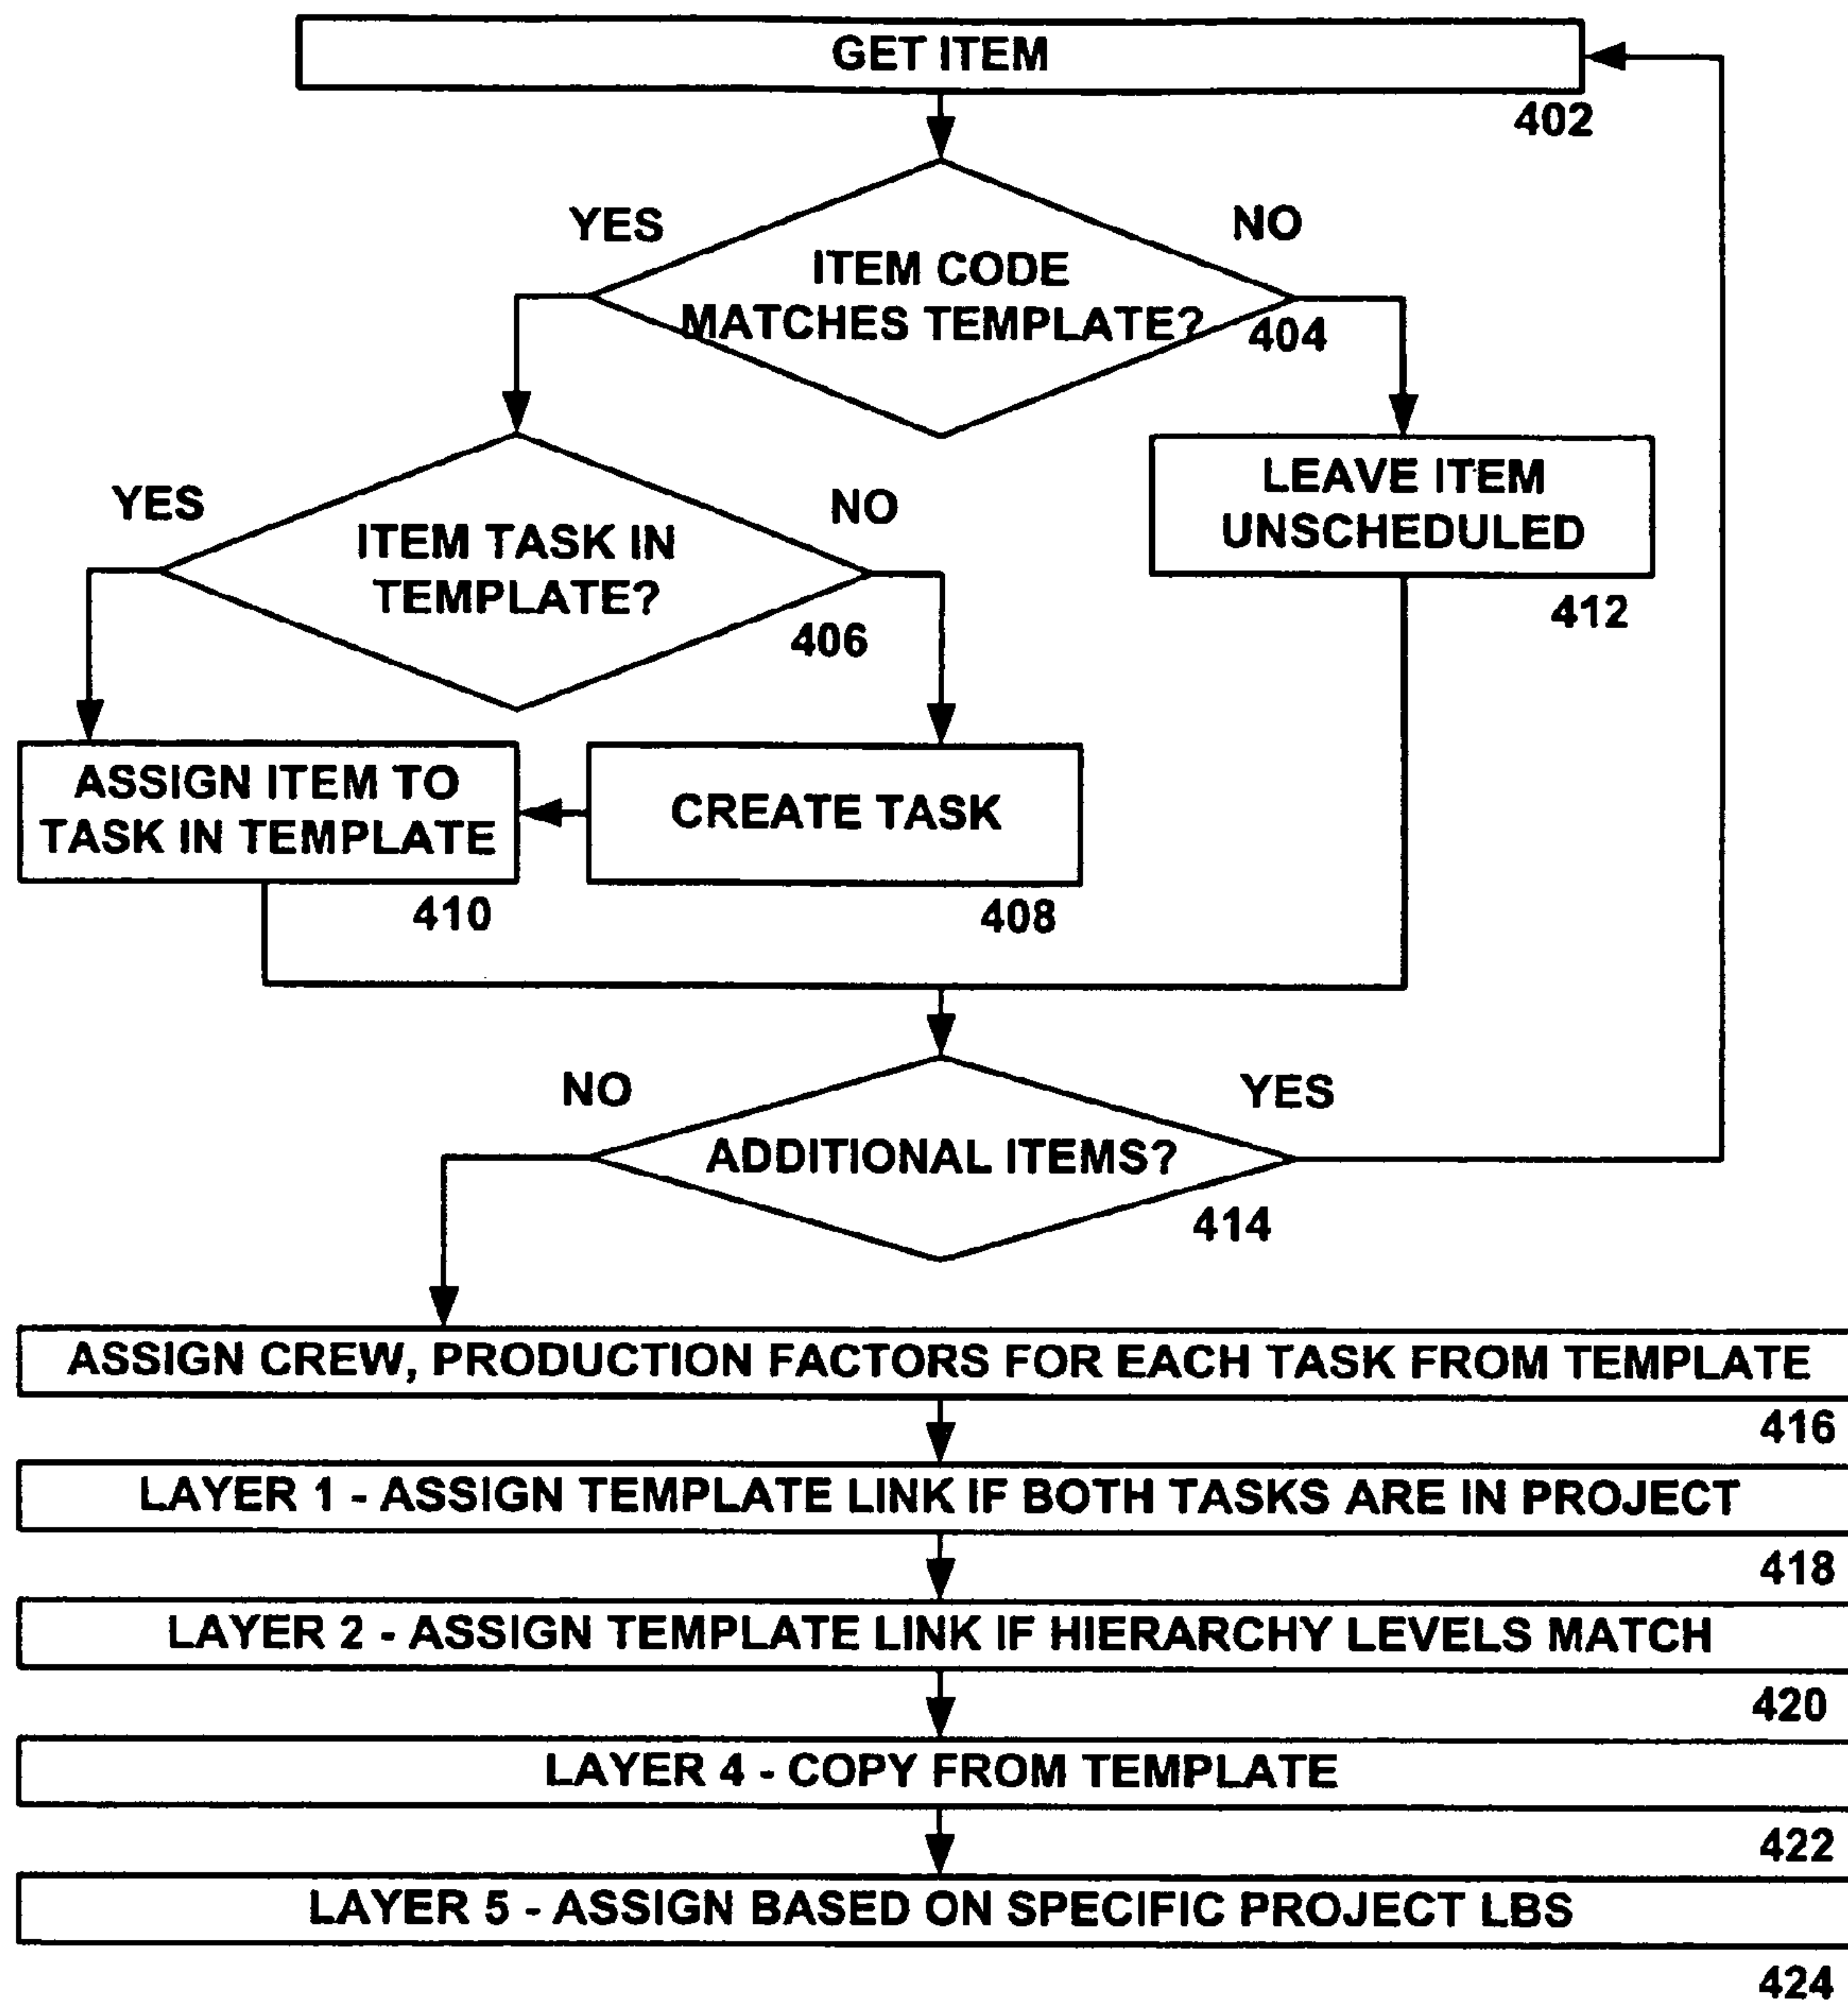 GET ITEM
402
YES
NO
ITEM CODE
MATCHES TEMPLATE?
404
YES
NO
ITEM TASK IN
TEMPLATE?
406
LEAVE ITEM
UNSCHEDULED
412
ASSIGN ITEM TO
TASK IN TEMPLATE
410
CREATE TASK
408
NO
YES
ADDITIONAL ITEMS?
414
ASSIGN CREW, PRODUCTION FACTORS FOR EACH TASK FROM TEMPLATE
416
LAYER 1 - ASSIGN TEMPLATE LINK IF BOTH TASKS ARE IN PROJECT
418
LAYER 2 - ASSIGN TEMPLATE LINK IF HIERARCHY LEVELS MATCH
420
LAYER 4 - COPY FROM TEMPLATE
422
LAYER 5 - ASSIGN BASED ON SPECIFIC PROJECT LBS
424